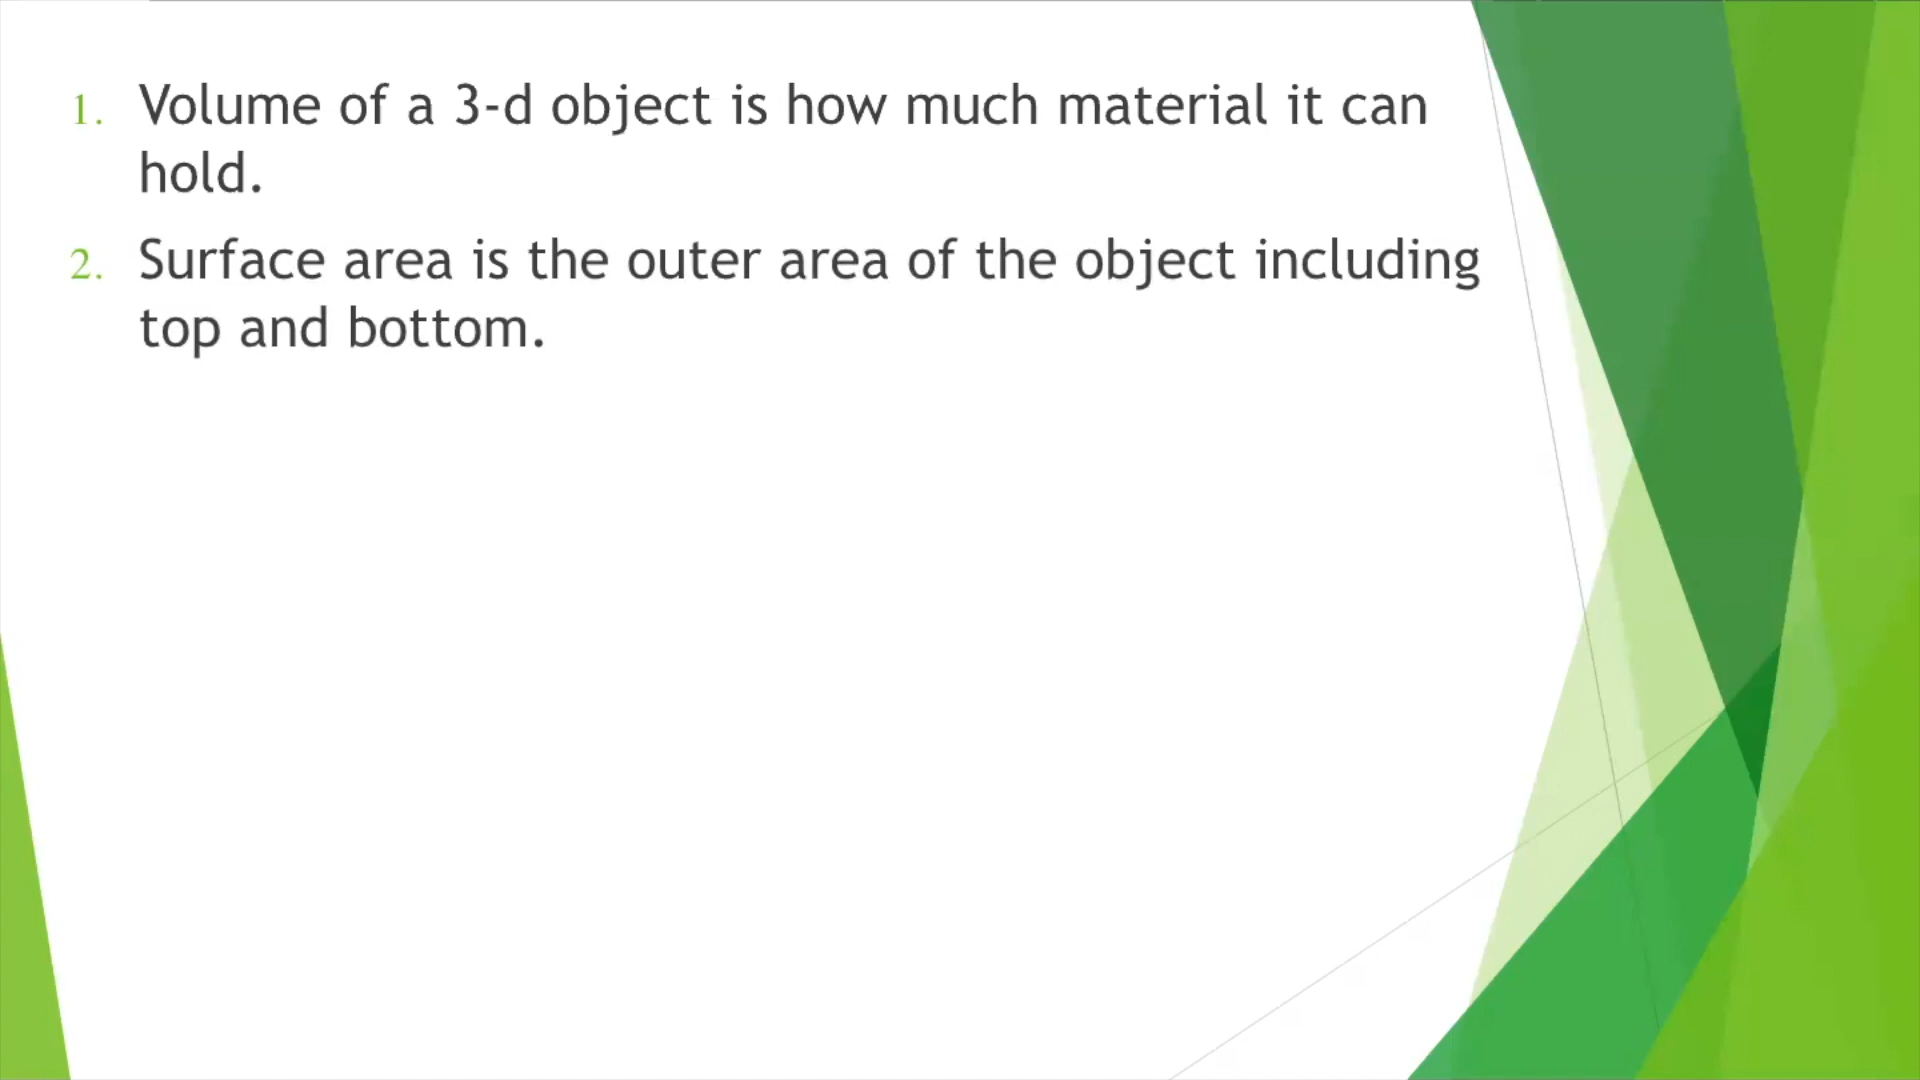 1. Volume of a 3-d object is how much material it can
hold.
2. Surface area is the outer area of the object including
top and bottom.